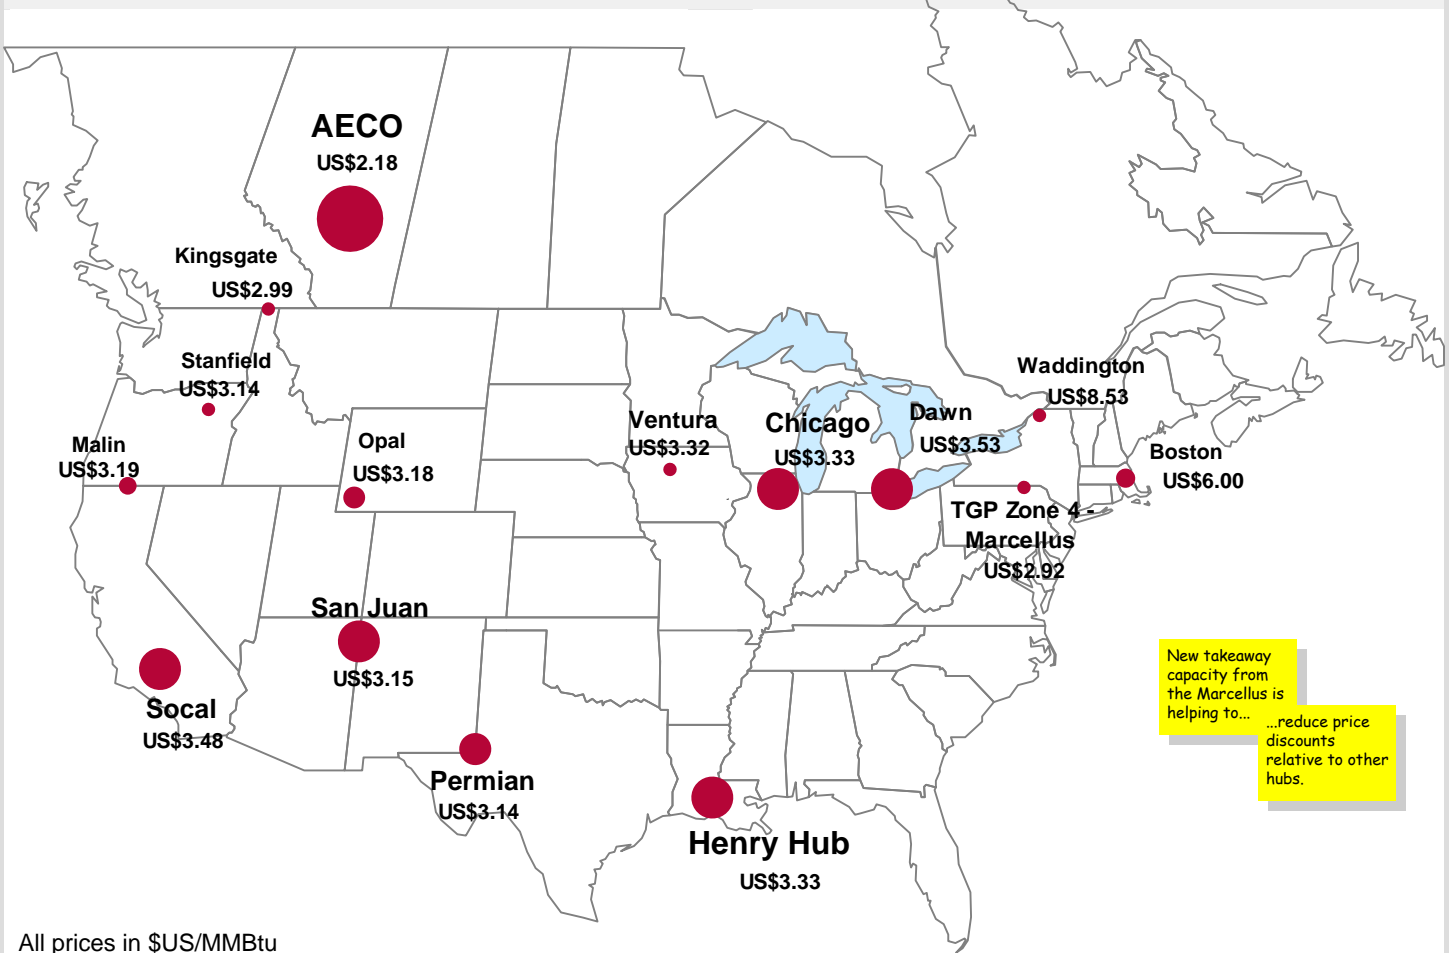 AECO
US$2.18
Kingsgate
US$2.99
Stanfield
US$3.14
Malin
US$3.19
Opal
US$3.18
Ventura
US$3.32
Chicago
US$3.33
Dawn
US$3.53
Waddington
US$8.53
Boston
US$6.00
TGP Zone 4 -
Marcellus
US$2.92
San Juan
US$3.15
Socal
US$3.48
Permian
US$3.14
Henry Hub
US$3.33
New takeaway
capacity from
the Marcellus is
helping to...
...reduce price
discounts
relative to other
hubs.
All prices in $US/MMBtu